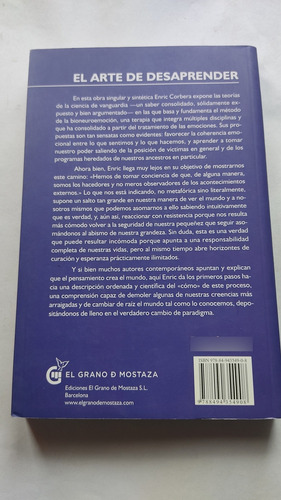 EL ARTE DE DESAPRENDER
En esta obra singular y sintética Enric Corbera expone las teorías
de la ciencia de vanguardia —un saber consolidado, sólidamente ex-
puesto y bien argumentado— en las que basa y fundamenta el método
de la bioneuroemoción, una terapia que integra múltiples disciplinas y
que ha consolidado a partir del tratamiento de las emociones. Sus pro-
puestas son tan sensatas como evidentes: favorecer la coherencia emo-
cional entre lo que sentimos y lo que hacemos, y aprender a tomar
nuestro poder saliendo de la posición de víctimas en general y de los
programas heredados de nuestros ancestros en particular.
Ahora bien, Enric llega muy lejos en su objetivo de mostrarnos
este camino: «Hemos de tomar conciencia de que, de alguna manera,
somos los hacedores y no meros observadores de los acontecimientos
externos.» Lo que nos está indicando, no metafórica sino literalmente,
supone un salto tan grande en nuestra manera de ver el mundo y a no-
sotros mismos que podemos asomarnos a ello sabiendo intuitivamente
que es verdad, y, aún así, reaccionar con resistencia porque nos resulta
más cómodo volver a la seguridad de nuestra pequeñez que seguir aso-
mándonos al abismo de nuestra grandeza. Sin duda, esta es una verdad
que puede resultar incómoda porque apunta a una responsabilidad
completa de nuestras vidas, pero al mismo tiempo abre horizontes de
curación y esperanza prácticamente ilimitados.
Y si bien muchos autores contemporáneos apuntan y explican
que el pensamiento crea el mundo, aquí Enric da los primeros pasos ha-
cia una descripción ordenada y científica del «cómo» de este proceso,
una comprensión capaz de demoler algunas de nuestras creencias más
arraigadas y de cambiar de raíz el mundo tal como lo conocemos, depo-
sitándonos de lleno en el verdadero cambio de paradigma.
EL GRANO D MOSTAZA
Ediciones El Grano de Mostaza S.L.
Barcelona
www.elgranodemostaza.com